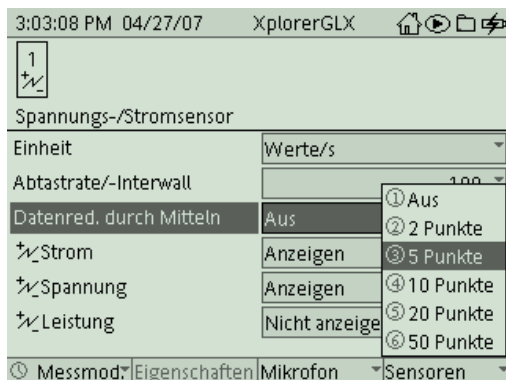 3:03:08 PM 04/27/07 XplorerGLX
1
Spannungs-/Stromsensor
Einheit Werte/s
Abtastrate/-Interwall 100
Datenred. durch Mitteln Aus
Strom Anzeigen
Spannung Anzeigen
Leistung Nicht anzeige
①Aus
②2 Punkte
③5 Punkte
④10 Punkte
⑤20 Punkte
⑥50 Punkte
Messmod. Eigenschaften Mikrofon Sensoren